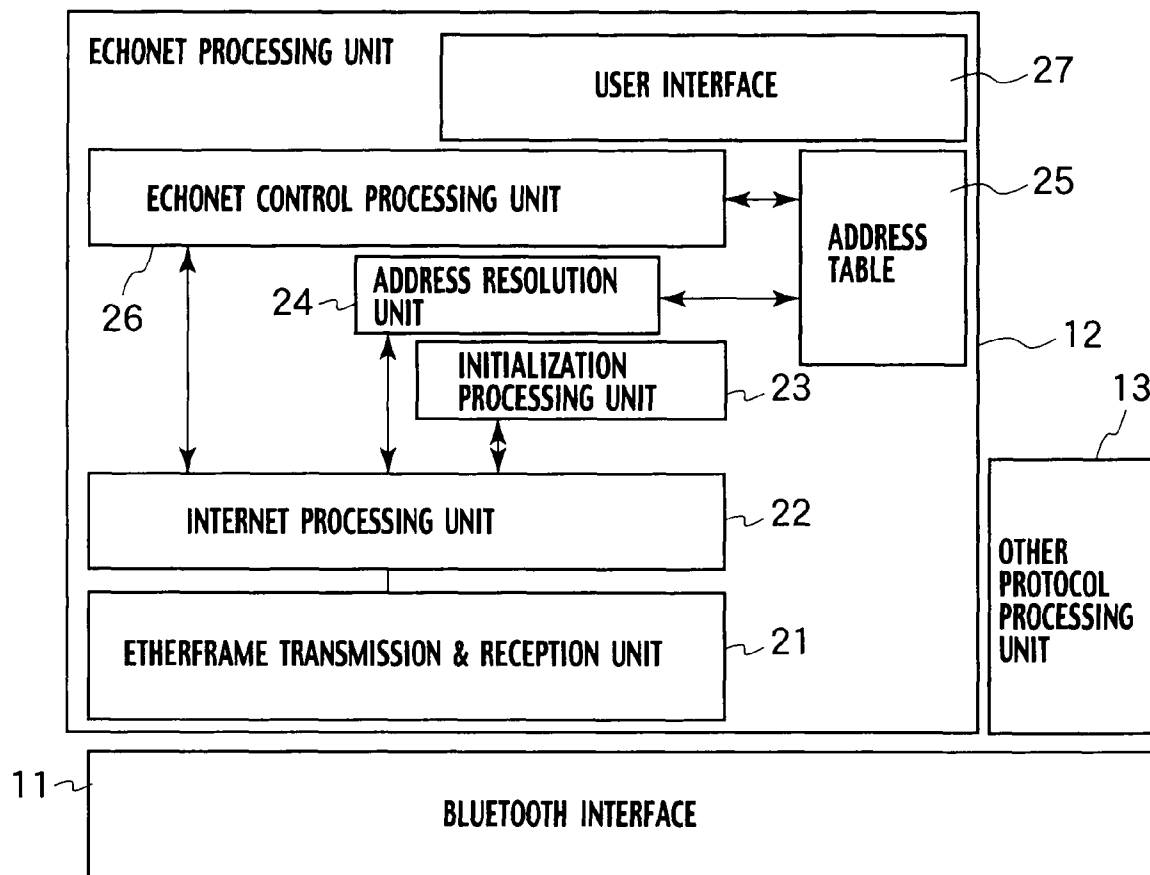 ECHONET PROCESSING UNIT
USER INTERFACE
27
ECHONET CONTROL PROCESSING UNIT
25
ADDRESS
TABLE
26
24
ADDRESS RESOLUTION
UNIT
12
INITIALIZATION
PROCESSING UNIT
23
13
INTERNET PROCESSING UNIT
22
OTHER
PROTOCOL
PROCESSING
UNIT
ETHERFRAME TRANSMISSION & RECEPTION UNIT
21
11
BLUETOOTH INTERFACE